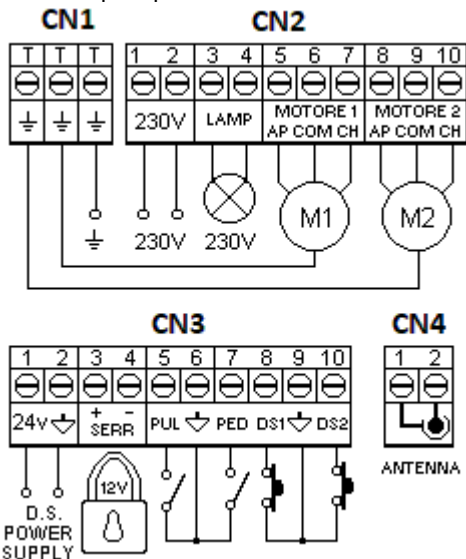 CN1 CN2
T T T 1 2 3 4 5 6 7 8 9 10
230V LAMP MOTORE 1 MOTORE 2
AP COM CH AP COM CH
M1 M2
230V 230V
CN3 CN4
1 2 3 4 5 6 7 8 9 10 1 2
24V + - SERR PUL PED DS1 DS2
12V
ANTENNA
D.S.
POWER
SUPPLY